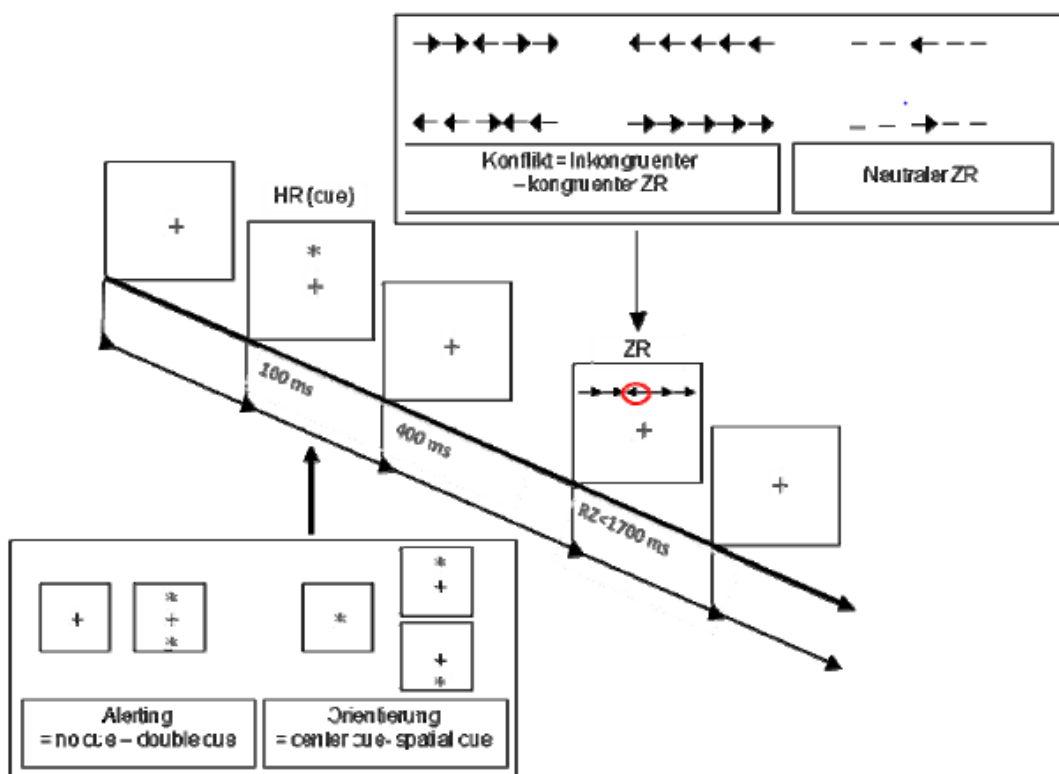 Konflikt = Inkongruenter
– kongruenter ZR
Neutraler ZR
HR (cue)
ZR
100 ms
400 ms
RZ<1700 ms
Alerting
= no cue – double cue
Orientierung
= center cue- spatial cue